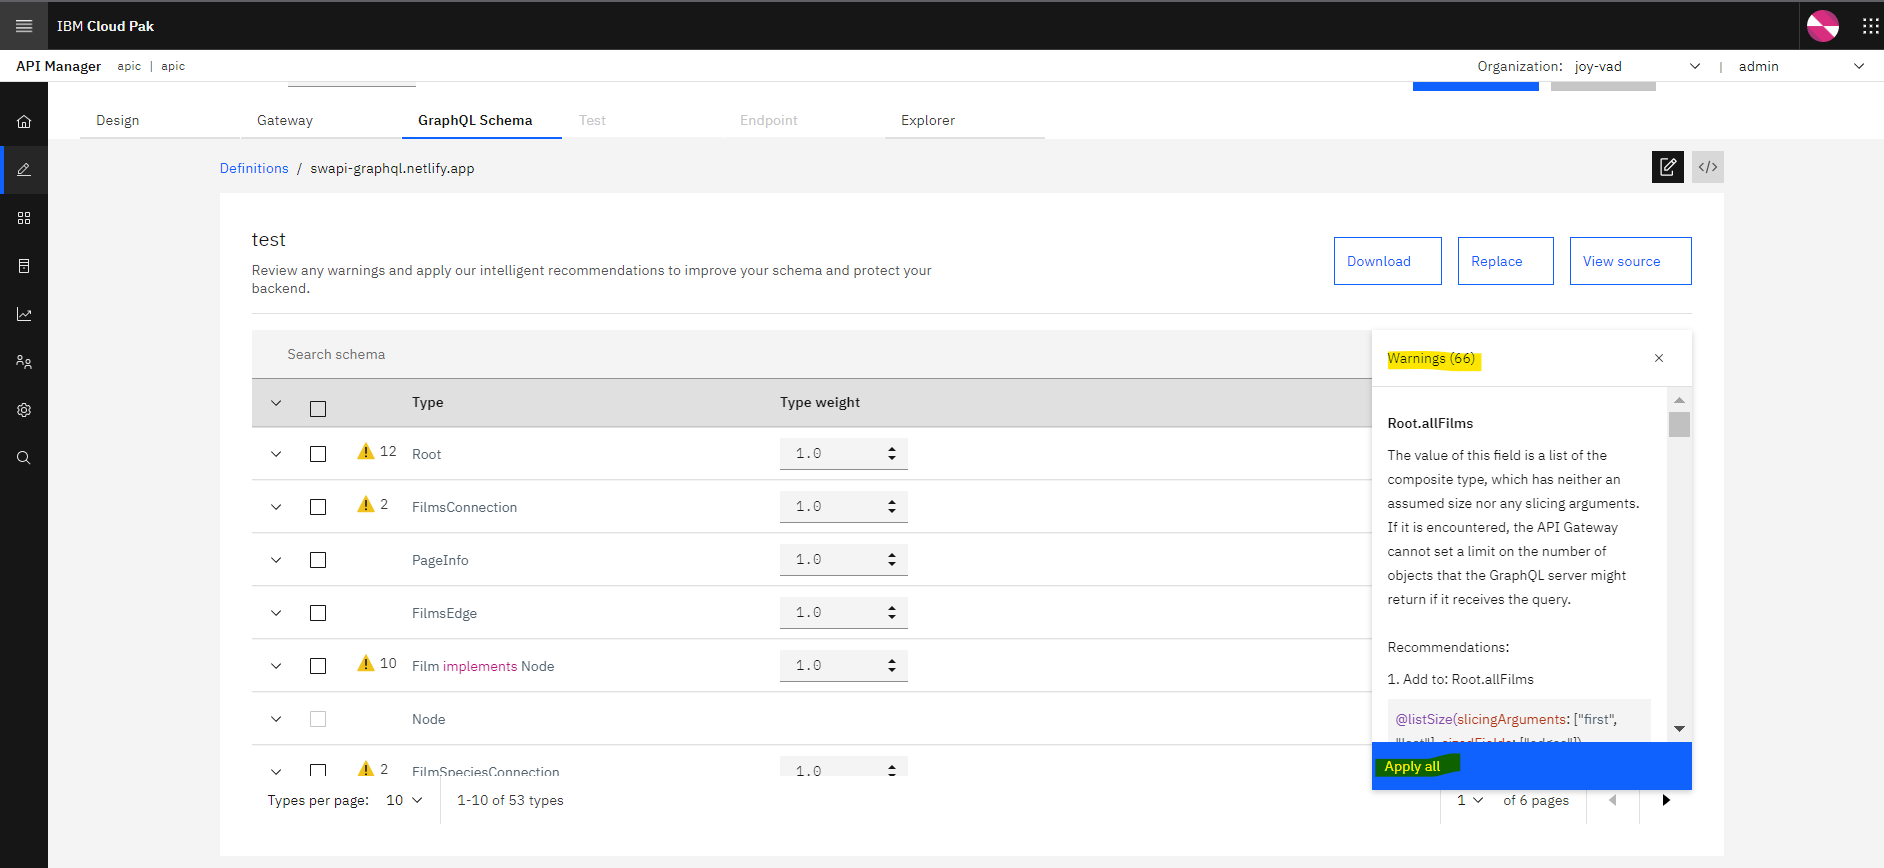 IBM Cloud Pak
API Manager apic | apic Organization: joy-vad | admin
Design Gateway GraphQL Schema Test Endpoint Explorer
Definitions / swapi-graphql.netlify.app </>
test
Review any warnings and apply our intelligent recommendations to improve your schema and protect your
backend.
Download Replace View source
Search schema
Type Type weight
12 Root 1.0
2 FilmsConnection 1.0
PageInfo 1.0
FilmsEdge 1.0
10 Film implements Node 1.0
Node
2 FilmSpeciesConnection 1.0
Types per page: 10 1-10 of 53 types
1 of 6 pages
Warnings (66)
Root.allFilms
The value of this field is a list of the
composite type, which has neither an
assumed size nor any slicing arguments.
If it is encountered, the API Gateway
cannot set a limit on the number of
objects that the GraphQL server might
return if it receives the query.
Recommendations:
1. Add to: Root.allFilms
@listSize(slicingArguments: ["first",
"last"], sizedFields: ["edges"])
Apply all